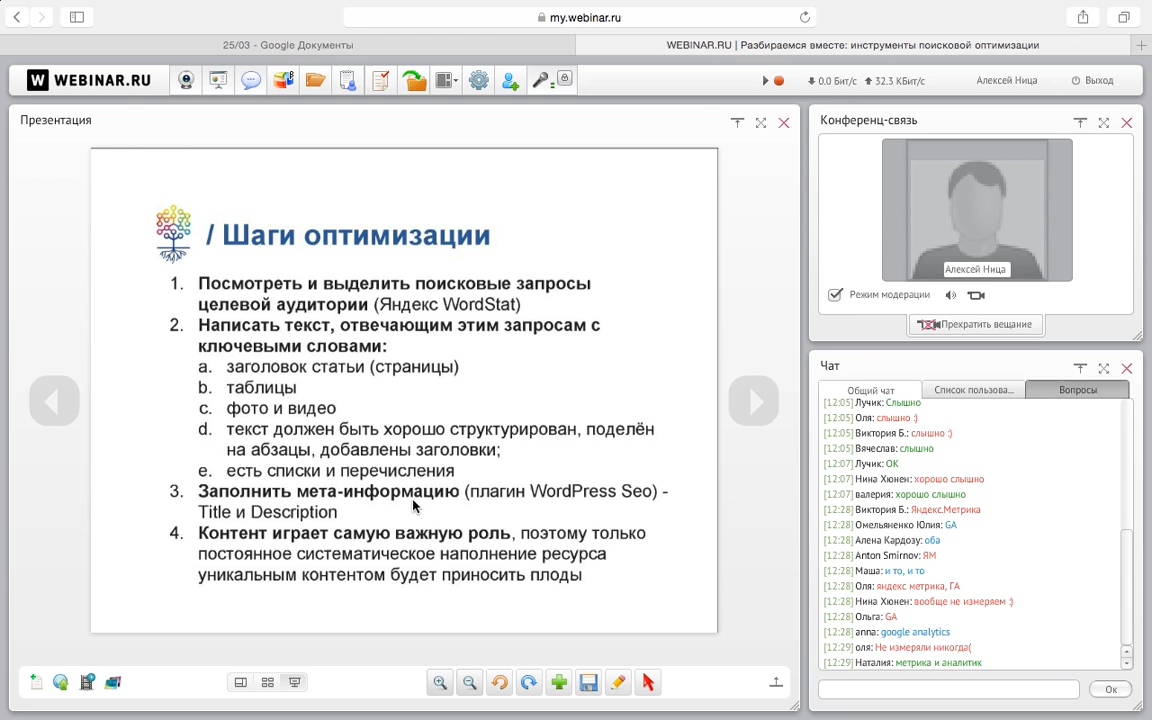 my.webinar.ru
25/03 - Google Документы
WEBINAR.RU | Разбираемся вместе: инструменты поисковой оптимизации
W WEBINAR.RU
0.0 Бит/с 32.3 КБит/с
Алексей Ница
Выход
Презентация
/ Шаги оптимизации
1. Посмотреть и выделить поисковые запросы
целевой аудитории (Яндекс WordStat)
2. Написать текст, отвечающим этим запросам с
ключевыми словами:
a. заголовок статьи (страницы)
b. таблицы
c. фото и видео
d. текст должен быть хорошо структурирован, поделён
на абзацы, добавлены заголовки;
e. есть списки и перечисления
3. Заполнить мета-информацию (плагин WordPress Seo) -
Title и Description
4. Контент играет самую важную роль, поэтому только
постоянное систематическое наполнение ресурса
уникальным контентом будет приносить плоды
Конференц-связь
Алексей Ница
Режим модерации
Прекратить вещание
Чат
Общий чат
Список пользова...
Вопросы
[12:05] Лучик: Слышно
[12:05] Оля: слышно :)
[12:05] Виктория Б.: слышно :)
[12:05] Вячеслав: слышно
[12:07] Лучик: ОК
[12:07] Нина Хюнен: хорошо слышно
[12:07] валерия: хорошо слышно
[12:28] Виктория Б.: Яндекс.Метрика
[12:28] Омельяненко Юлия: GA
[12:28] Алена Кардозу: оба
[12:28] Anton Smirnov: ЯМ
[12:28] Маша: и то, и то
[12:28] Оля: яндекс метрика, ГА
[12:28] Нина Хюнен: вообще не измеряем :)
[12:28] Ольга: GA
[12:28] anna: google analytics
[12:29] оля: Не измеряли никогда(
[12:29] Наталия: метрика и аналитик
Ок